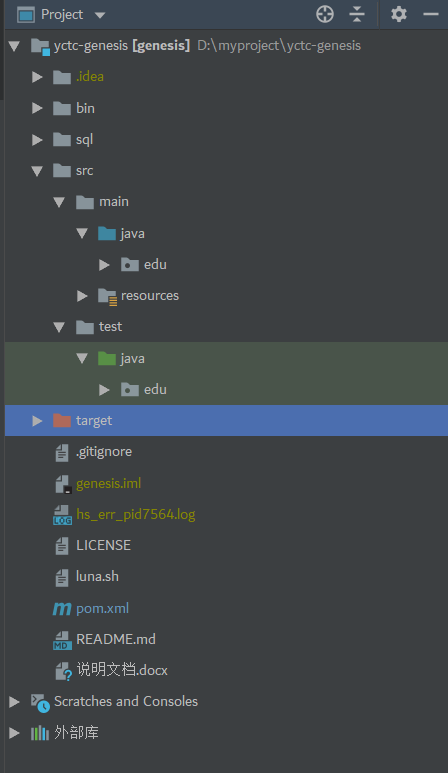 Project
yctc-genesis [genesis] D:\myproject\yctc-genesis
.idea
bin
sql
src
main
java
edu
resources
test
java
edu
target
.gitignore
genesis.iml
LOG hs_err_pid7564.log
LICENSE
luna.sh
m pom.xml
MD README.md
? 说明文档.docx
Scratches and Consoles
外部库